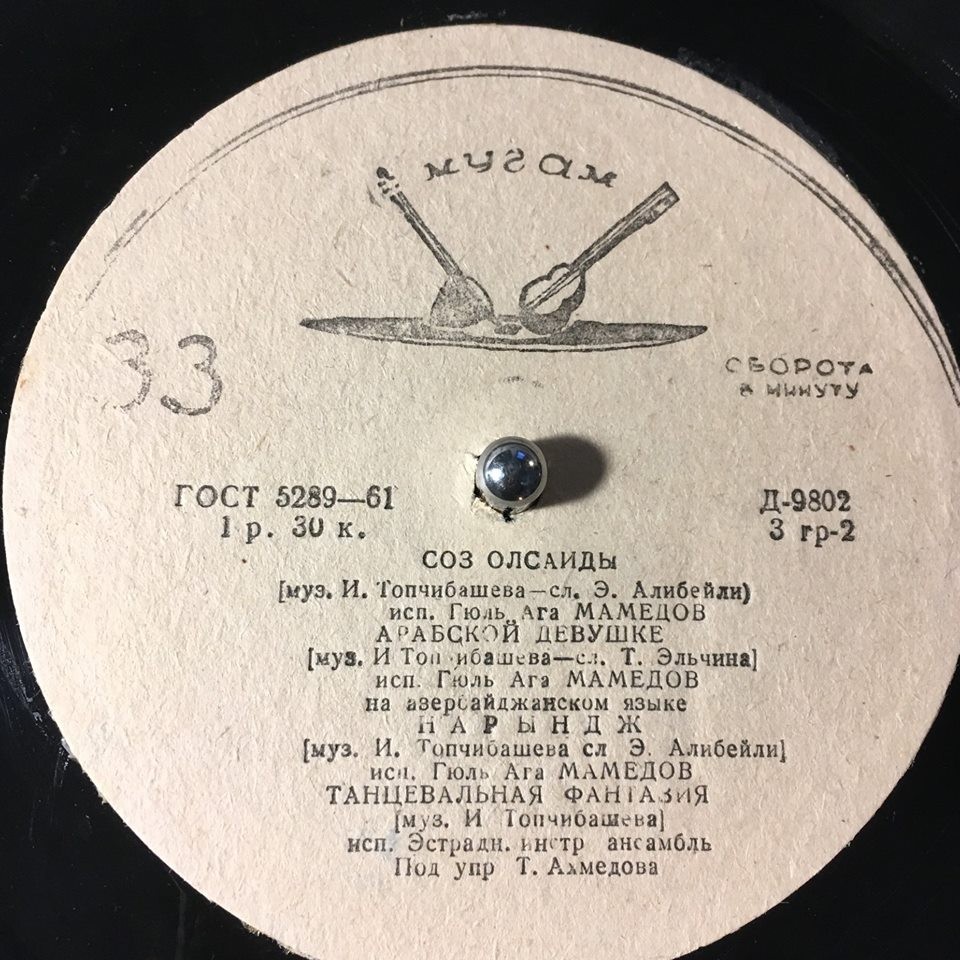 мугам
33
ОБОРОТА
В МИНУТУ
ГОСТ 5289—61
1 р. 30 к.
Д-9802
3 гр-2
СОЗ ОЛСАИДЫ
[муз. И. Топчибашева—сл. Э. Алибейли)
исп. Гюль Ага МАМЕДОВ
АРАБСКОЙ ДЕВУШКЕ
[муз. И Топчибашева—сл. Т. Эльчина]
исп. Гюль Ага МАМЕДОВ
на азербайджанском языке
НАРЫНДЖ
[муз. И. Топчибашева сл Э. Алибейли]
исп. Гюль Ага МАМЕДОВ
ТАНЦЕВАЛЬНАЯ ФАНТАЗИЯ
[муз. И Топчибашева]
исп. Эстрадн. инстр ансамбль
Под упр Т. Ахмедова